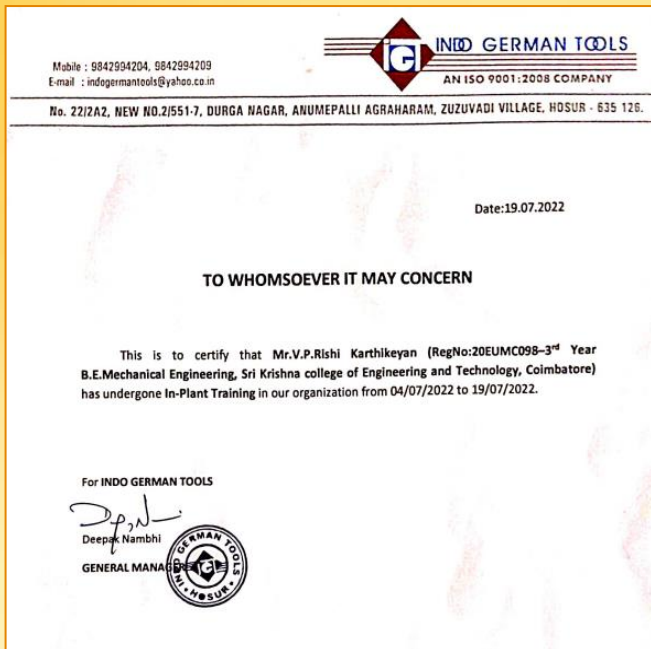 Mobile : 9842994204, 9842994209
E-mail : indogermantools@yahoo.co.in
IGT
INDO GERMAN TOOLS
AN ISO 9001:2008 COMPANY
No. 22/2A2, NEW NO.2/551-7, DURGA NAGAR, ANUMEPALLI AGRAHARAM, ZUZUVADI VILLAGE, HOSUR - 635 126.
Date:19.07.2022
TO WHOMSOEVER IT MAY CONCERN
This is to certify that Mr.V.P.Rishi Karthikeyan (RegNo:20EUMC098–3rd Year
B.E.Mechanical Engineering, Sri Krishna college of Engineering and Technology, Coimbatore)
has undergone In-Plant Training in our organization from 04/07/2022 to 19/07/2022.
For INDO GERMAN TOOLS
Deepak Nambhi
GENERAL MANAGER
INDO GERMAN TOOLS
IGT
HOSUR